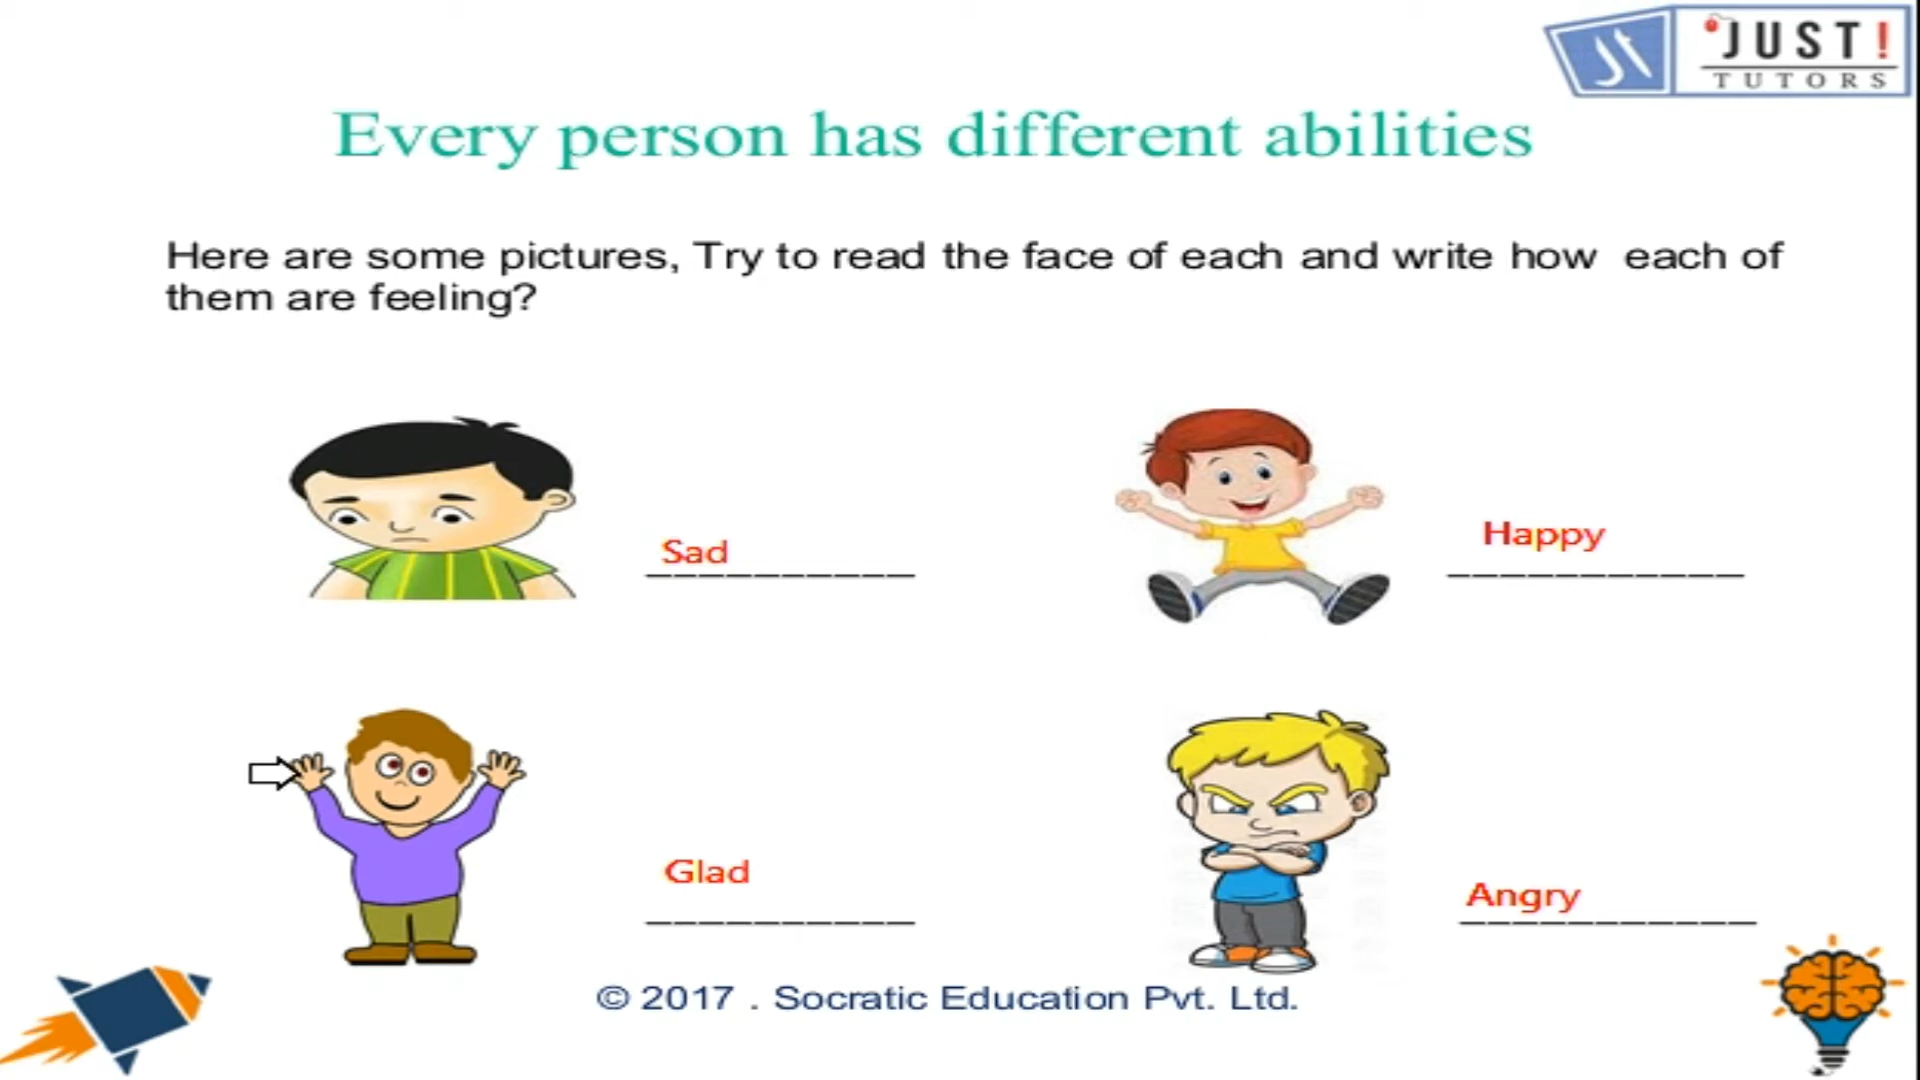 JUST!
TUTORS
Every person has different abilities
Here are some pictures, Try to read the face of each and write how each of
them are feeling?
Sad
Happy
Glad
Angry
© 2017 . Socratic Education Pvt. Ltd.